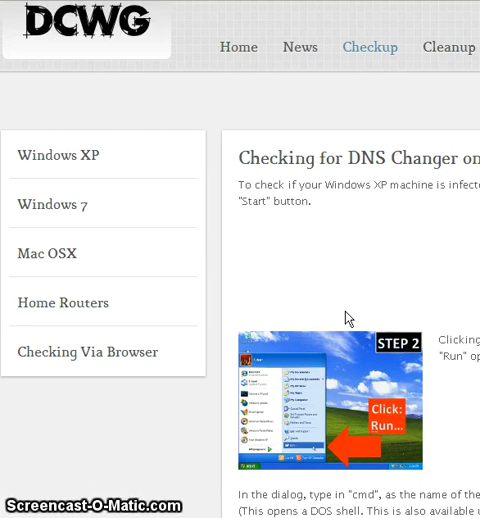 DCWG
Home News Checkup Cleanup
Windows XP
Windows 7
Mac OSX
Home Routers
Checking Via Browser
Checking for DNS Changer on
To check if your Windows XP machine is infecte
"Start" button.
STEP 2
Click:
Run...
Clicking
"Run" op
In the dialog, type in "cmd", as the name of the
(This opens a DOS shell. This is also available u
Screencast-O-Matic.com